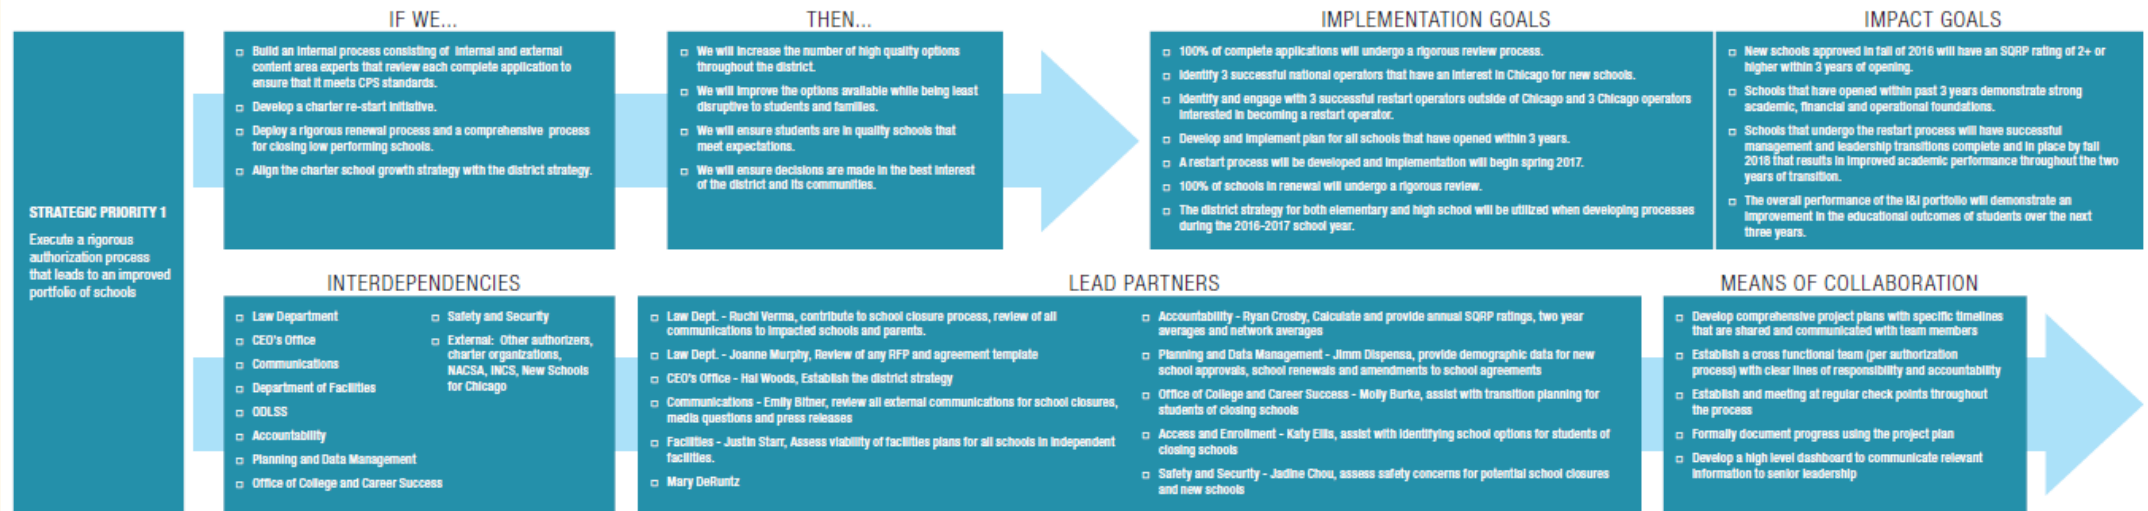 STRATEGIC PRIORITY 1
Execute a rigorous
authorization process
that leads to an improved
portfolio of schools
IF WE...
Build an internal process consisting of internal and external
content area experts that review each complete application to
ensure that it meets CPS standards.
Develop a charter re-start initiative.
Deploy a rigorous renewal process and a comprehensive process
for closing low performing schools.
Align the charter school growth strategy with the district strategy.
THEN...
We will increase the number of high quality options
throughout the district.
We will improve the options available while being least
disruptive to students and families.
We will ensure students are in quality schools that
meet expectations.
We will ensure decisions are made in the best interest
of the district and its communities.
IMPLEMENTATION GOALS
100% of complete applications will undergo a rigorous review process.
Identify 3 successful national operators that have an interest in Chicago for new schools.
Identify and engage with 3 successful restart operators outside of Chicago and 3 Chicago operators
interested in becoming a restart operator.
Develop and implement plan for all schools that have opened within 3 years.
A restart process will be developed and implementation will begin spring 2017.
100% of schools in renewal will undergo a rigorous review.
The district strategy for both elementary and high school will be utilized when developing processes
during the 2016-2017 school year.
IMPACT GOALS
New schools approved in fall of 2016 will have an SQRP rating of 2+ or
higher within 3 years of opening.
Schools that have opened within past 3 years demonstrate strong
academic, financial and operational foundations.
Schools that undergo the restart process will have successful
management and leadership transitions complete and in place by fall
2018 that results in improved academic performance throughout the two
years of transition.
The overall performance of the I&I portfolio will demonstrate an
improvement in the educational outcomes of students over the next
three years.
INTERDEPENDENCIES
Law Department
CEO's Office
Communications
Department of Facilities
ODLSS
Accountability
Planning and Data Management
Office of College and Career Success
Safety and Security
External: Other authorizers,
charter organizations,
NACSA, INCS, New Schools
for Chicago
LEAD PARTNERS
Law Dept. - Ruchi Verma, contribute to school closure process, review of all
communications to impacted schools and parents.
Law Dept. - Joanne Murphy, Review of any RFP and agreement template
CEO's Office - Hal Woods, Establish the district strategy
Communications - Emily Bitner, review all external communications for school closures,
media questions and press releases
Facilities - Justin Starr, Assess viability of facilities plans for all schools in independent
facilities.
Mary DeRuntz
Accountability - Ryan Crosby, Calculate and provide annual SQRP ratings, two year
averages and network averages
Planning and Data Management - Jimm Dispensa, provide demographic data for new
school approvals, school renewals and amendments to school agreements
Office of College and Career Success - Molly Burke, assist with transition planning for
students of closing schools
Access and Enrollment - Katy Ellis, assist with identifying school options for students of
closing schools
Safety and Security - Jadine Chou, assess safety concerns for potential school closures
and new schools
MEANS OF COLLABORATION
Develop comprehensive project plans with specific timelines
that are shared and communicated with team members
Establish a cross functional team (per authorization
process) with clear lines of responsibility and accountability
Establish and meeting at regular check points throughout
the process
Formally document progress using the project plan
Develop a high level dashboard to communicate relevant
information to senior leadership